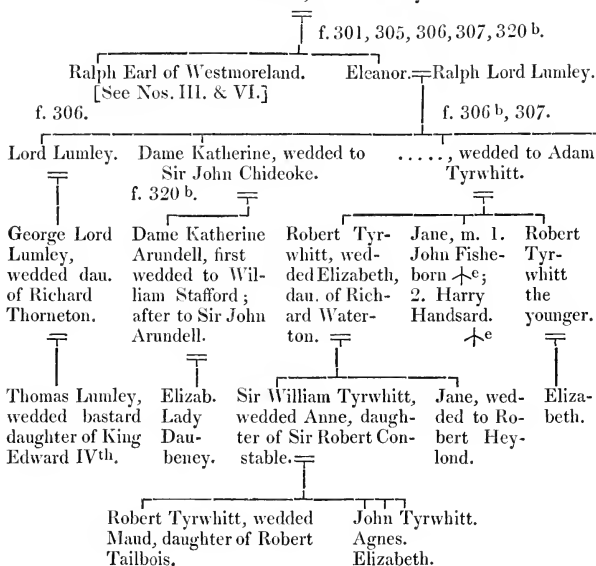 f. 301, 305, 306, 307, 320 b.
Ralph Earl of Westmoreland.
[See Nos. III. & VI.]
Eleanor.
Ralph Lord Lumley.
f. 306.
f. 306 b, 307.
Lord Lumley.
Dame Katherine, wedded to
Sir John Chideoke.
....., wedded to Adam
Tyrwhitt.
f. 320 b.
George Lord
Lumley,
wedded dau.
of Richard
Thorneton.
Dame Katherine
Arundell, first
wedded to Wil-
liam Stafford;
after to Sir John
Arundell.
Robert Tyr-
whitt, wed-
ded Elizabeth,
dau. of Rich-
ard Water-
ton.
Jane, m. 1.
John Fishe-
born e;
2. Harry
Handsard.
e
Robert
Tyr-
whitt
the
younger.
Thomas Lumley,
wedded bastard
daughter of King
Edward IVth.
Elizab.
Lady
Dau-
beney.
Sir William Tyrwhitt,
wedded Anne, daugh-
ter of Sir Robert Con-
stable.
Jane, wed-
ded to Ro-
bert Hey-
lond.
Eliza-
beth.
Robert Tyrwhitt, wedded
Maud, daughter of Robert
Tailbois.
John Tyrwhitt.
Agnes.
Elizabeth.